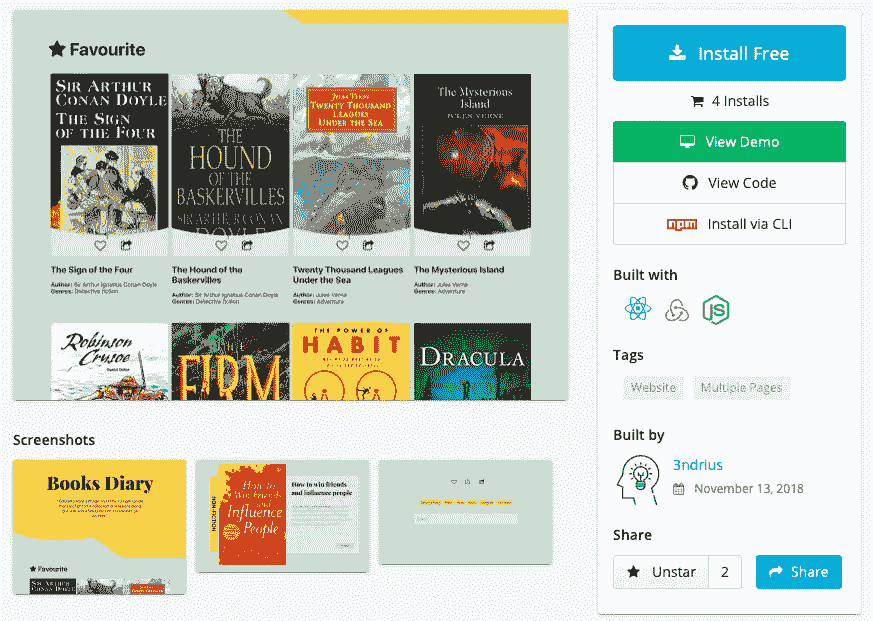 Favourite
SIR ARTHUR
CONAN DOYLE
THE SIGN
OF THE FOUR
THE
HOUND
OF THE
BASKERVILLES
SIR ARTHUR CONAN
DOYLE
JULES VERNE
TWENTY THOUSAND
LEAGUES
UNDER THE SEA
The Mysterious
Island
JULES VERNE
The Sign of the Four
Author: Sir Arthur Ignatus Conan Doyle
Genres: Detective fiction
The Hound of the
Baskervilles
Author: Sir Arthur Ignatus Conan Doyle
Genres: Detective fiction
Twenty Thousand Leagues
Under the Sea
Author: Jules Verne
Genres: Adventure
The Mysterious Island
Author: Jules Verne
Genres: Adventure
Robinson
Crusoe
THE
FIRM
THE POWER OF
HABIT
DRACULA
Screenshots
Books Diary
Favourite
SIR ARTHUR
NON-FICTION
How to
Win Friends
and
Influence
People
How to win friends
and influence people
Install Free
4 Installs
View Demo
View Code
npm Install via CLI
Built with
JS
Tags
Website
Multiple Pages
Built by
3ndrius
November 13, 2018
Share
Unstar 2
Share